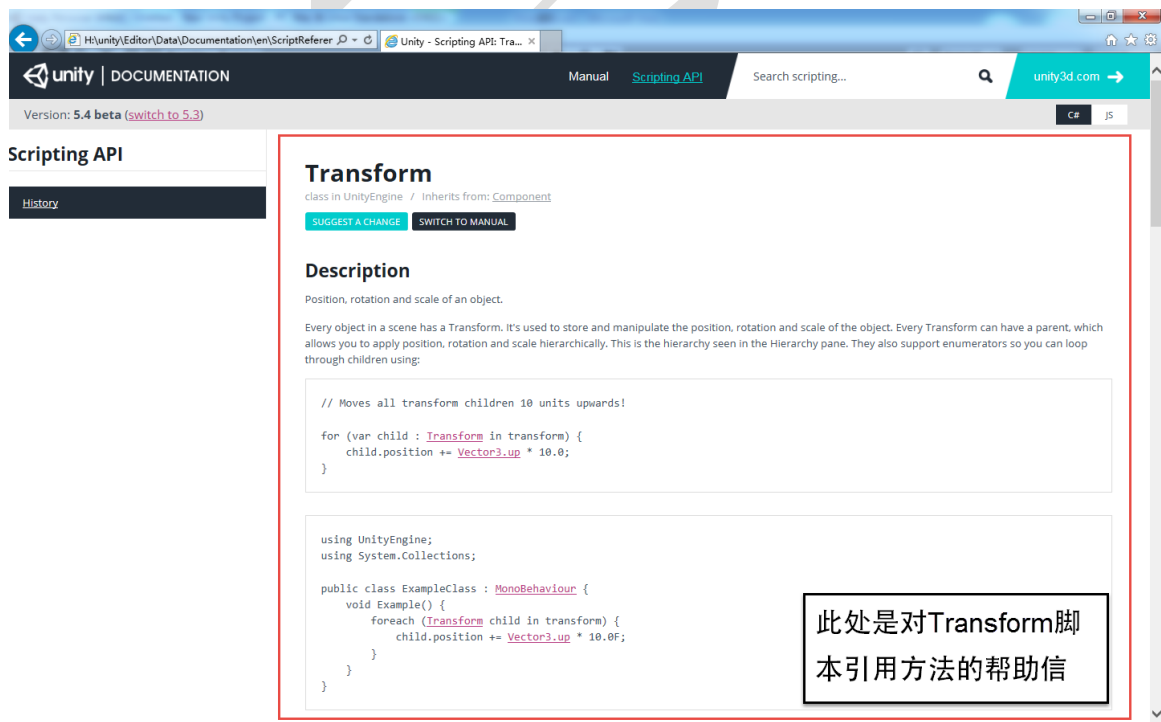 H:\unity\Editor\Data\Documentation\en\ScriptReferer
Unity - Scripting API: Tra...
unity | DOCUMENTATION
Manual
Scripting API
Search scripting...
unity3d.com
Version: 5.4 beta (switch to 5.3)
C#
JS
Scripting API
History
Transform
class in UnityEngine / Inherits from: Component
SUGGEST A CHANGE
SWITCH TO MANUAL
Description
Position, rotation and scale of an object.
Every object in a scene has a Transform. It's used to store and manipulate the position, rotation and scale of the object. Every Transform can have a parent, which
allows you to apply position, rotation and scale hierarchically. This is the hierarchy seen in the Hierarchy pane. They also support enumerators so you can loop
through children using:
// Moves all transform children 10 units upwards!
for (var child : Transform in transform) {
child.position += Vector3.up * 10.0;
}
using UnityEngine;
using System.Collections;
public class ExampleClass : MonoBehaviour {
void Example() {
foreach (Transform child in transform) {
child.position += Vector3.up * 10.0F;
}
}
}
此处是对Transform脚
本引用方法的帮助信